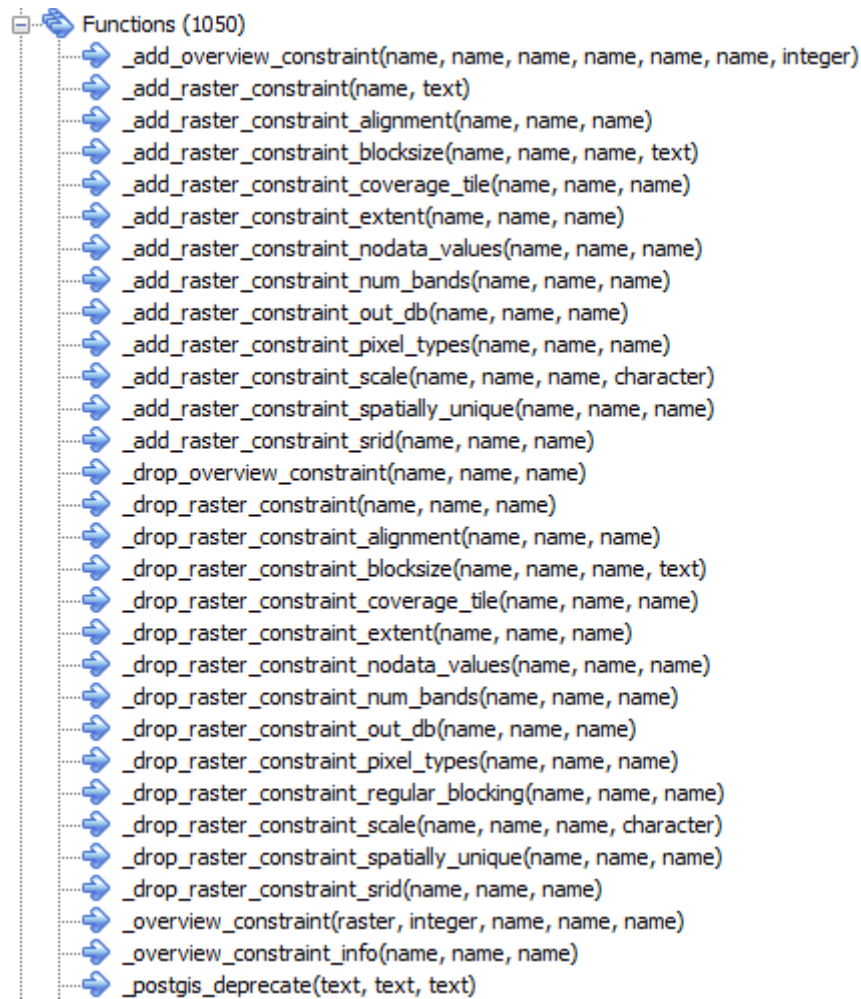 Functions (1050)
_add_overview_constraint(name, name, name, name, name, name, integer)
_add_raster_constraint(name, text)
_add_raster_constraint_alignment(name, name, name)
_add_raster_constraint_blocksize(name, name, name, text)
_add_raster_constraint_coverage_tile(name, name, name)
_add_raster_constraint_extent(name, name, name)
_add_raster_constraint_nodata_values(name, name, name)
_add_raster_constraint_num_bands(name, name, name)
_add_raster_constraint_out_db(name, name, name)
_add_raster_constraint_pixel_types(name, name, name)
_add_raster_constraint_scale(name, name, name, character)
_add_raster_constraint_spatially_unique(name, name, name)
_add_raster_constraint_srid(name, name, name)
_drop_overview_constraint(name, name, name)
_drop_raster_constraint(name, name, name)
_drop_raster_constraint_alignment(name, name, name)
_drop_raster_constraint_blocksize(name, name, name, text)
_drop_raster_constraint_coverage_tile(name, name, name)
_drop_raster_constraint_extent(name, name, name)
_drop_raster_constraint_nodata_values(name, name, name)
_drop_raster_constraint_num_bands(name, name, name)
_drop_raster_constraint_out_db(name, name, name)
_drop_raster_constraint_pixel_types(name, name, name)
_drop_raster_constraint_regular_blocking(name, name, name)
_drop_raster_constraint_scale(name, name, name, character)
_drop_raster_constraint_spatially_unique(name, name, name)
_drop_raster_constraint_srid(name, name, name)
_overview_constraint(raster, integer, name, name, name)
_overview_constraint_info(name, name, name)
_postgis_deprecate(text, text, text)